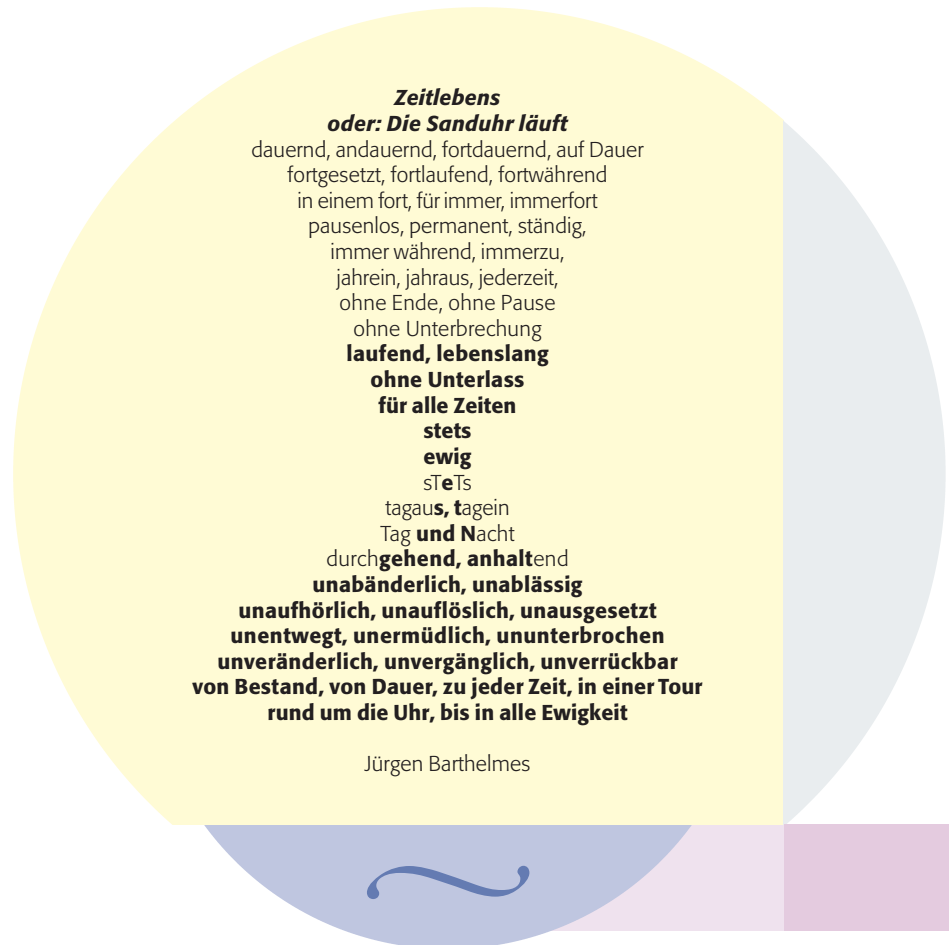 Zeitlebens
oder: Die Sanduhr läuft
dauernd, andauernd, fortdauernd, auf Dauer
fortgesetzt, fortlaufend, fortwährend
in einem fort, für immer, immerfort
pausenlos, permanent, ständig,
immer während, immerzu,
jahrein, jahraus, jederzeit,
ohne Ende, ohne Pause
ohne Unterbrechung
laufend, lebenslang
ohne Unterlass
für alle Zeiten
stets
ewig
sTeTs
tagaus, tagein
Tag und Nacht
durchgehend, anhaltend
unabänderlich, unablässig
unaufhörlich, unauflöslich, unausgesetzt
unentwegt, unermüdlich, ununterbrochen
unveränderlich, unvergänglich, unverrückbar
von Bestand, von Dauer, zu jeder Zeit, in einer Tour
rund um die Uhr, bis in alle Ewigkeit
Jürgen Barthelmes